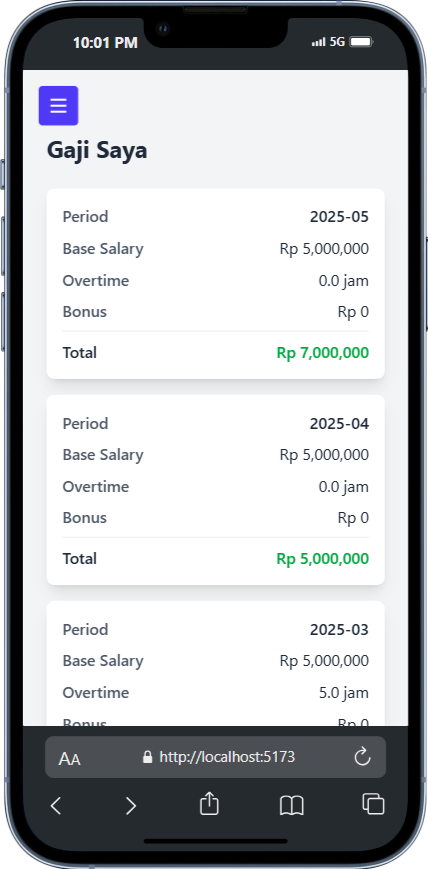 10:01 PM 5G
Gaji Saya
Period 2025-05
Base Salary Rp 5,000,000
Overtime 0.0 jam
Bonus Rp 0
Total Rp 7,000,000
Period 2025-04
Base Salary Rp 5,000,000
Overtime 0.0 jam
Bonus Rp 0
Total Rp 5,000,000
Period 2025-03
Base Salary Rp 5,000,000
Overtime 5.0 jam
Bonus Rp 0
AA http://localhost:5173